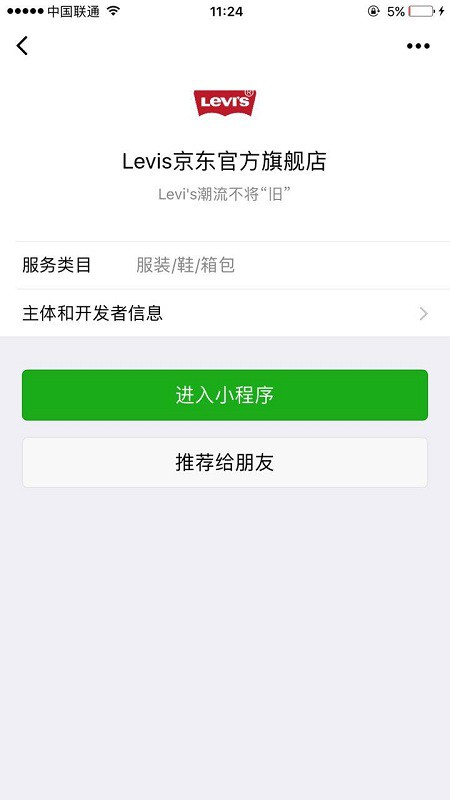 ●●●●● 中国联通 11:24 5%
Levi's®
Levis京东官方旗舰店
Levi's潮流不将“旧”
服务类目 服装/鞋/箱包
主体和开发者信息
进入小程序
推荐给朋友